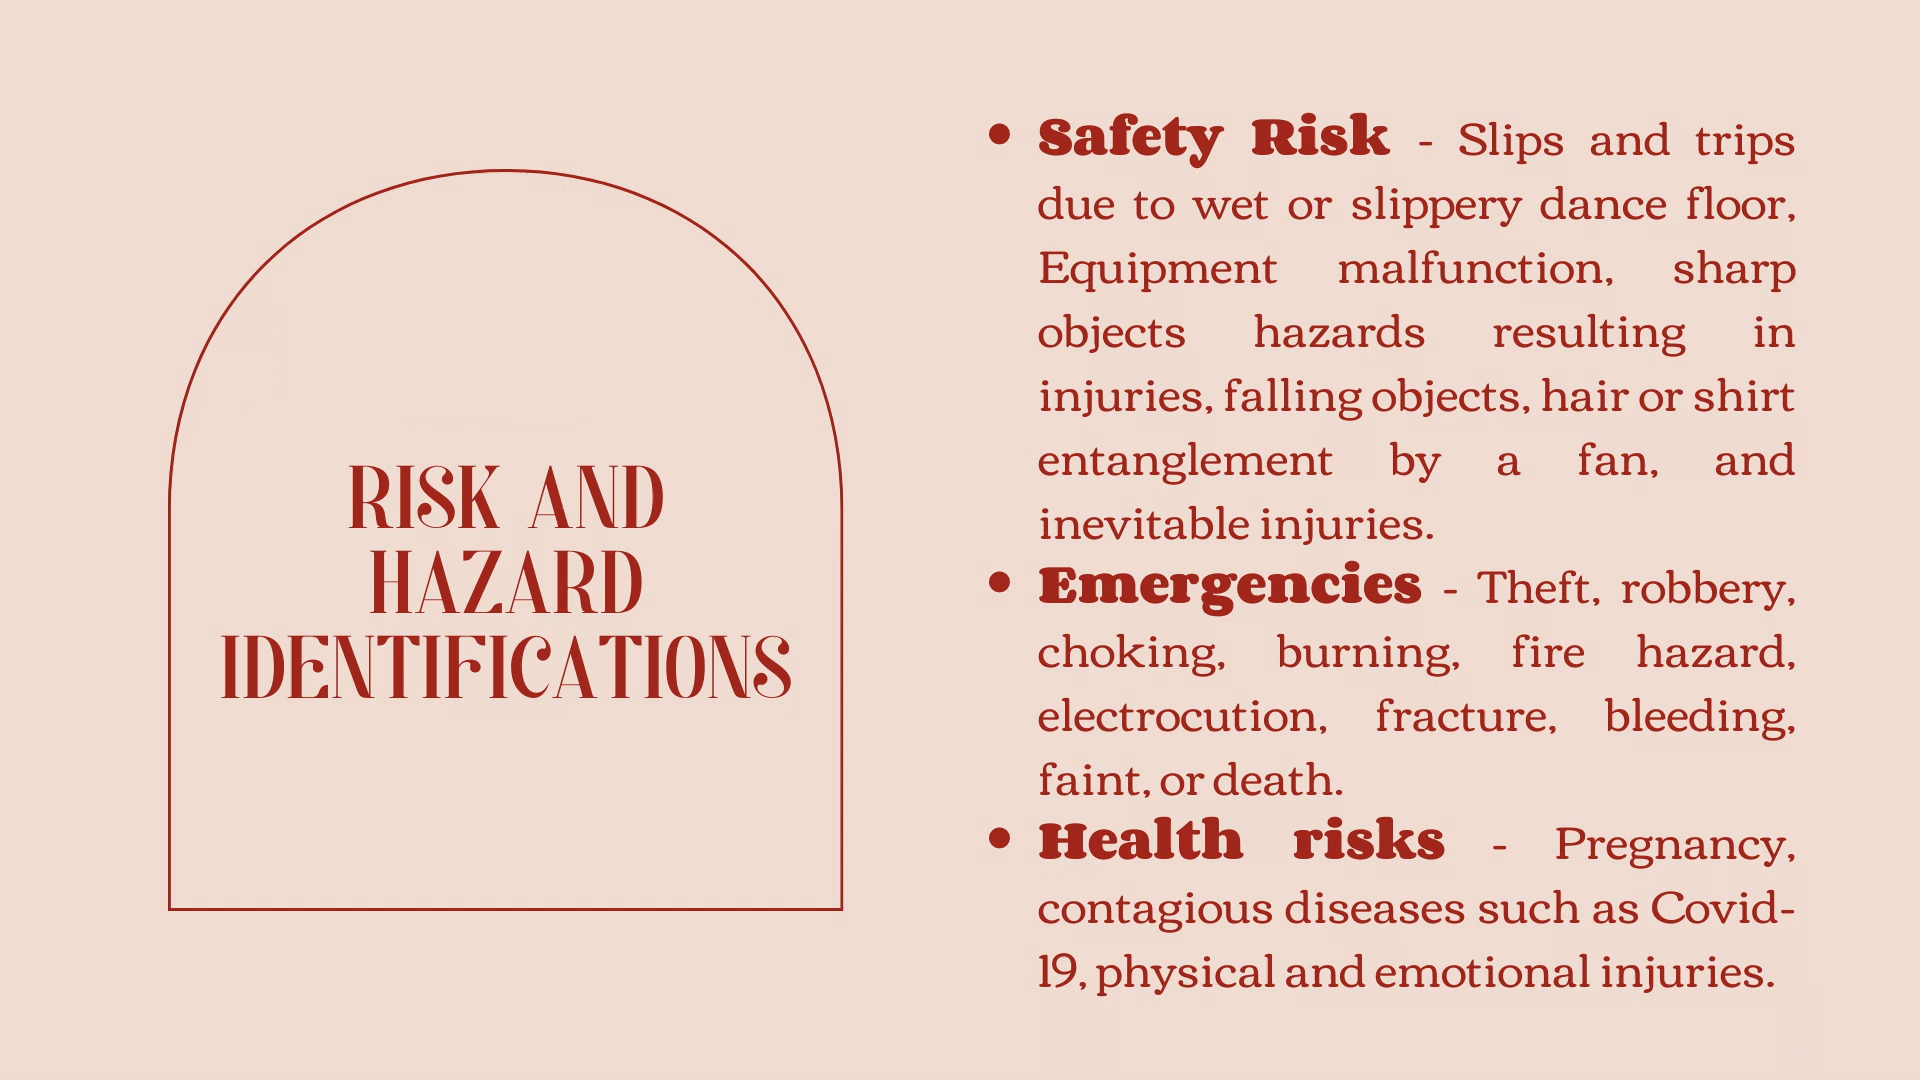 RISK AND
HAZARD
IDENTIFICATIONS
• Safety Risk - Slips and trips
due to wet or slippery dance floor,
Equipment malfunction, sharp
objects hazards resulting in
injuries, falling objects, hair or shirt
entanglement by a fan, and
inevitable injuries.
• Emergencies - Theft, robbery,
choking, burning, fire hazard,
electrocution, fracture, bleeding,
faint, or death.
• Health risks - Pregnancy,
contagious diseases such as Covid-
19, physical and emotional injuries.